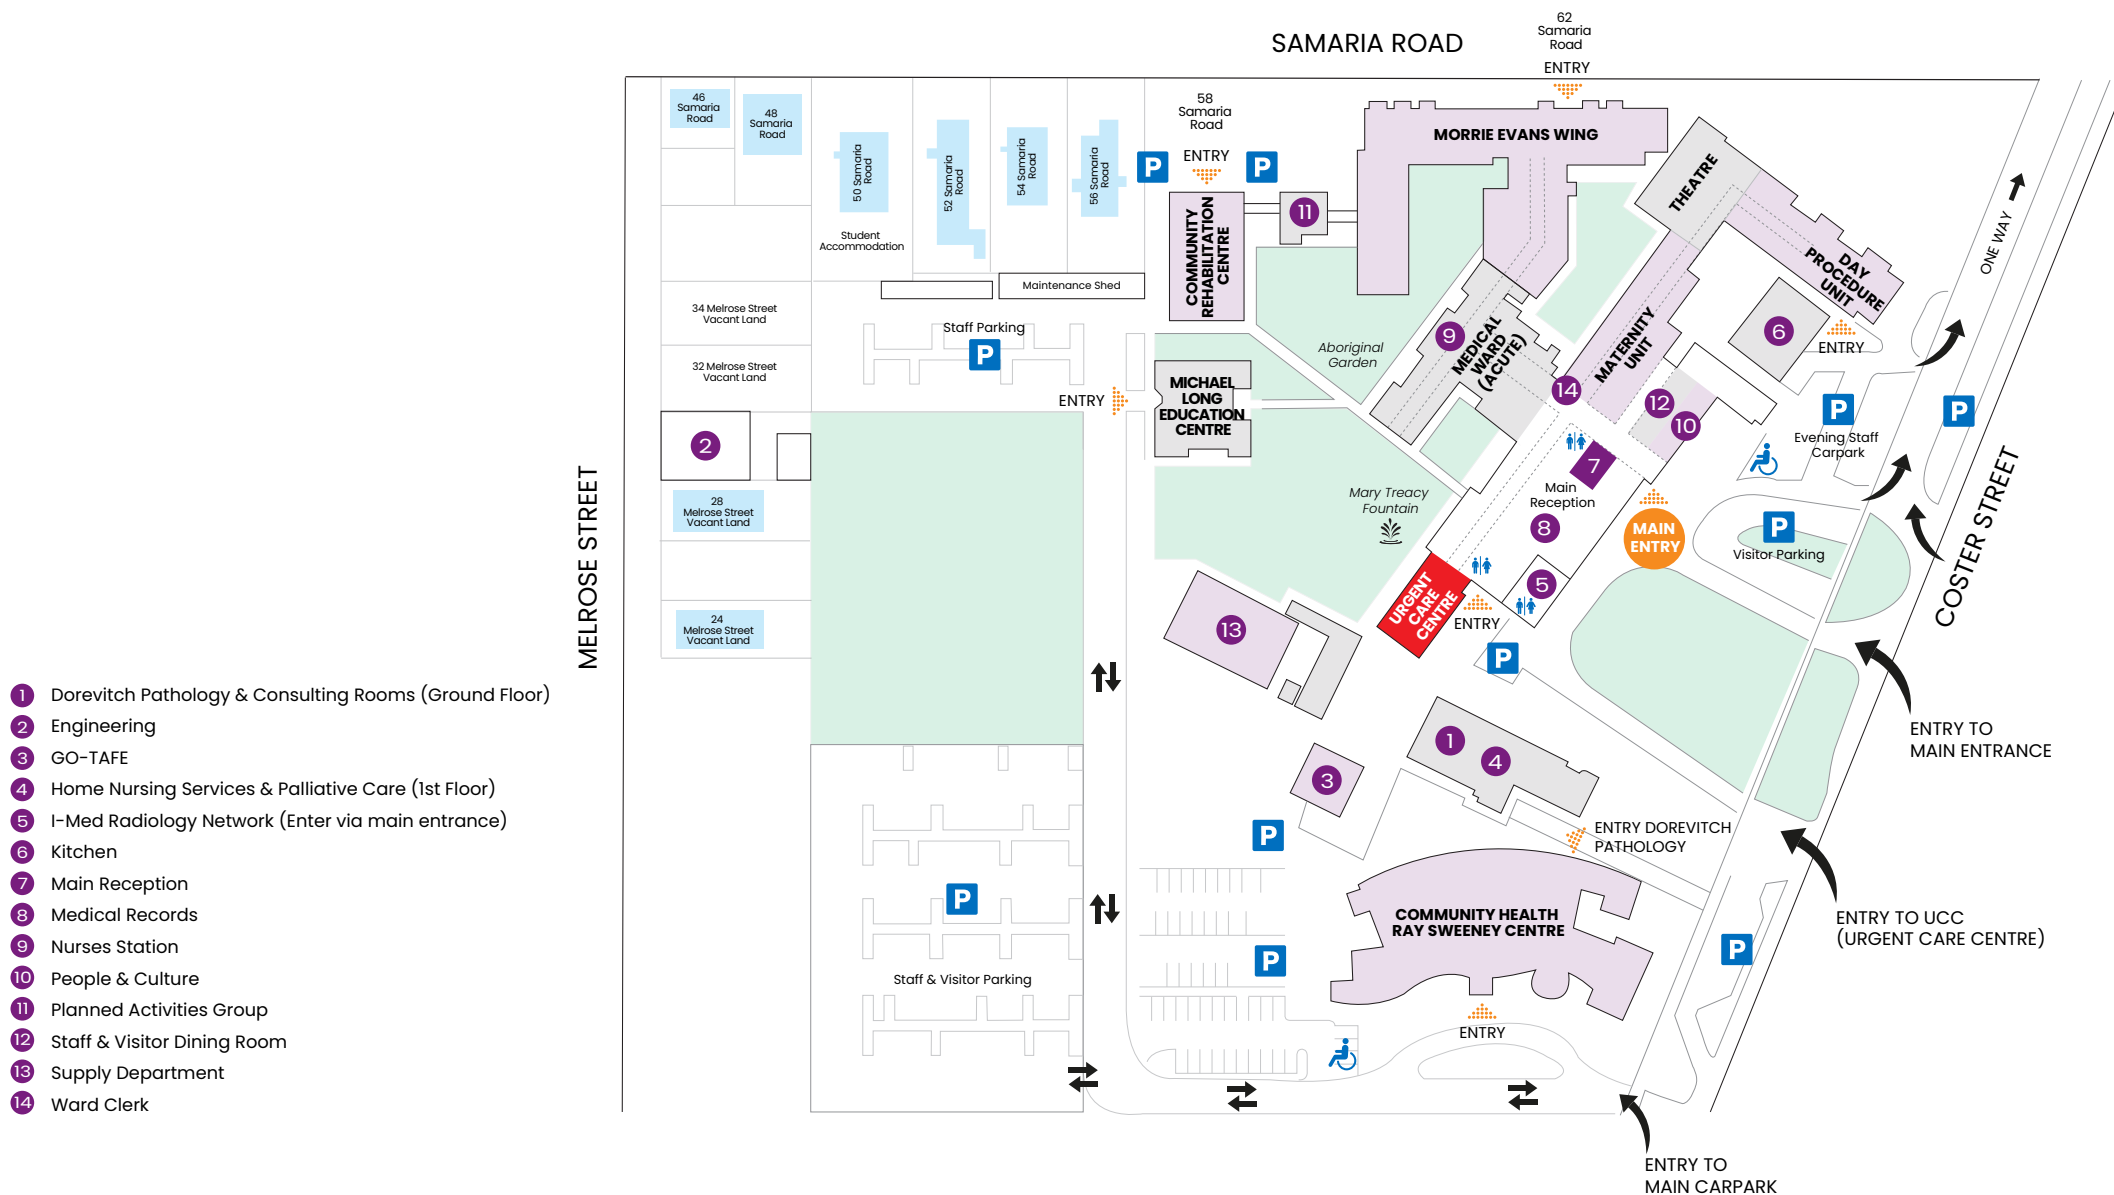 SAMARIA ROAD
62
Samaria
Road
ENTRY
46
Samaria
Road
48
Samaria
Road
50 Samaria
Road
52 Samaria
Road
54 Samaria
Road
56 Samaria
Road
58
Samaria
Road
ENTRY
P
P
MORRIE EVANS WING
THEATRE
DAY
PROCEDURE
UNIT
ONE WAY
Student
Accommodation
COMMUNITY
REHABILITATION
CENTRE
11
Maintenance Shed
34 Melrose Street
Vacant Land
Staff Parking
P
32 Melrose Street
Vacant Land
Aboriginal
Garden
9
MEDICAL
WARD
(ACUTE)
MATERNITY
UNIT
6
ENTRY
ENTRY
MICHAEL
LONG
EDUCATION
CENTRE
14
12
10
P
Evening Staff
Carpark
P
2
7
Main
Reception
8
MELROSE STREET
28
Melrose Street
Vacant Land
Mary Treacy
Fountain
MAIN
ENTRY
P
Visitor Parking
COSTER STREET
24
Melrose Street
Vacant Land
URGENT
CARE
CENTRE
5
ENTRY
P
13
ENTRY TO
MAIN ENTRANCE
1
4
3
P
ENTRY DOREVITCH
PATHOLOGY
P
COMMUNITY HEALTH
RAY SWEENEY CENTRE
ENTRY TO UCC
(URGENT CARE CENTRE)
P
P
Staff & Visitor Parking
ENTRY
ENTRY TO
MAIN CARPARK
1 Dorevitch Pathology & Consulting Rooms (Ground Floor)
2 Engineering
3 GO-TAFE
4 Home Nursing Services & Palliative Care (1st Floor)
5 I-Med Radiology Network (Enter via main entrance)
6 Kitchen
7 Main Reception
8 Medical Records
9 Nurses Station
10 People & Culture
11 Planned Activities Group
12 Staff & Visitor Dining Room
13 Supply Department
14 Ward Clerk